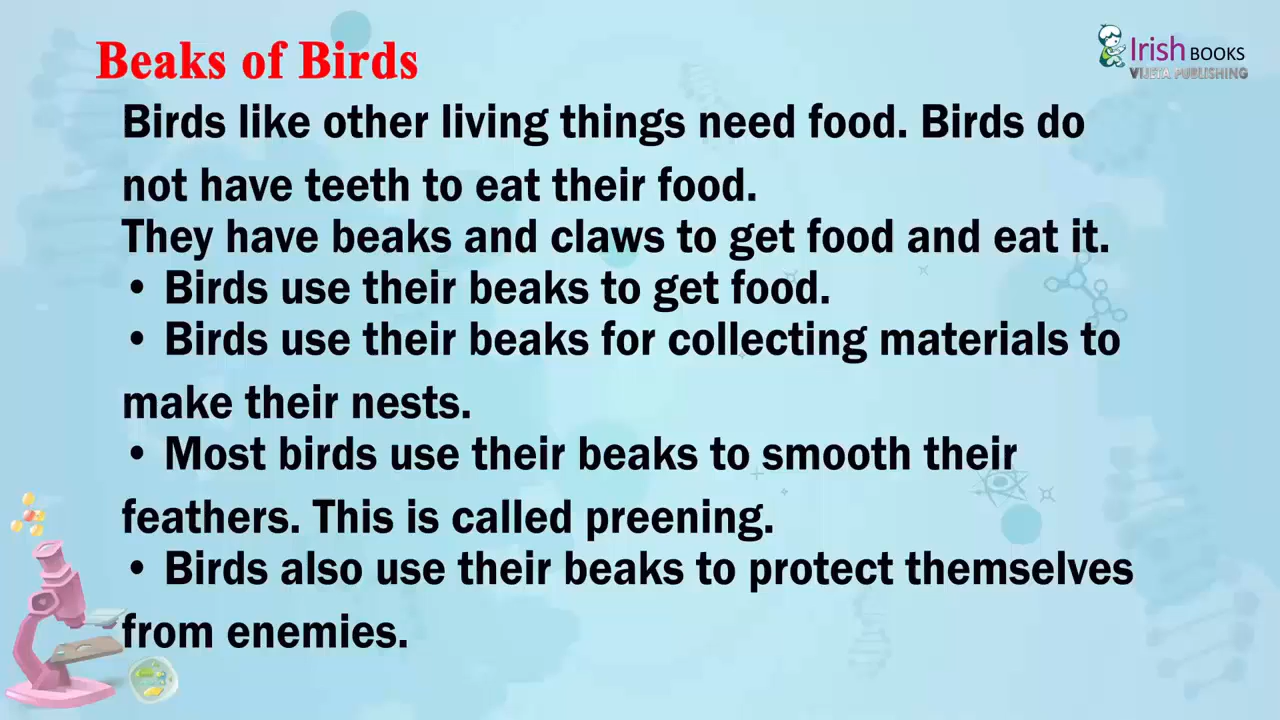 Beaks of Birds
Irish BOOKS
VIJETA PUBLISHING
Birds like other living things need food. Birds do
not have teeth to eat their food.
They have beaks and claws to get food and eat it.
• Birds use their beaks to get food.
• Birds use their beaks for collecting materials to
make their nests.
• Most birds use their beaks to smooth their
feathers. This is called preening.
• Birds also use their beaks to protect themselves
from enemies.